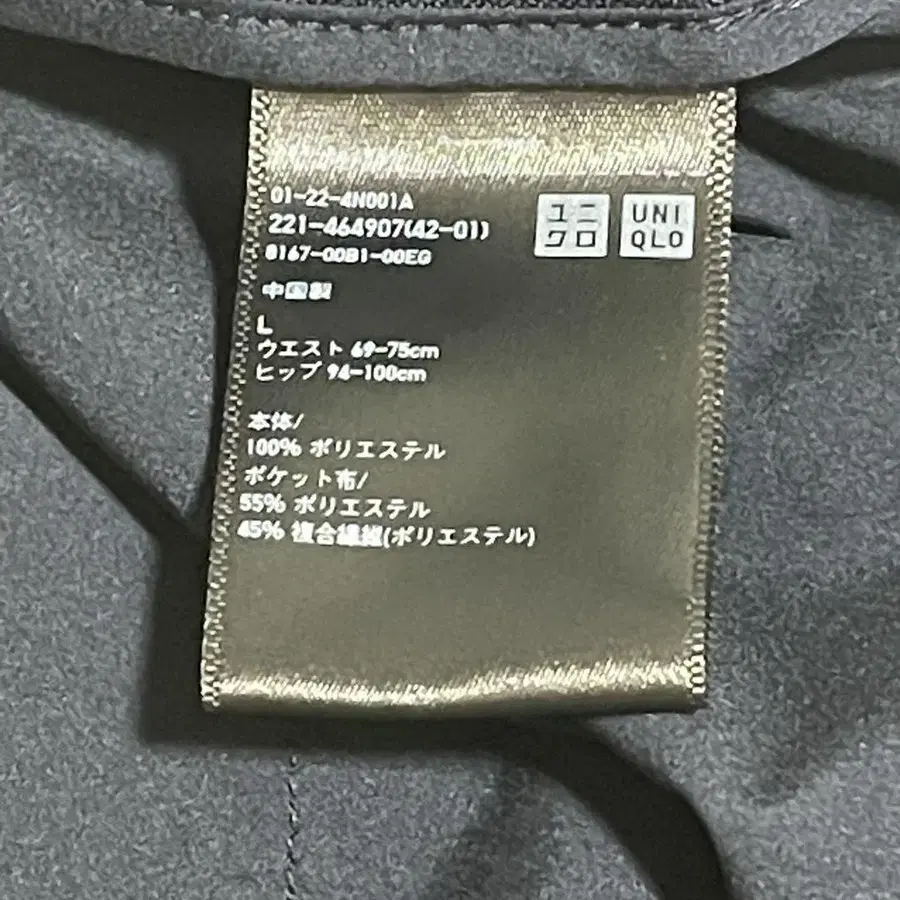 01-22-4N001A
221-464907(42-01)
8167-00B1-00EG
ユニ
クロ
UNI
QLO
中国製
L
ウエスト 69-75cm
ヒップ 94-100cm
本体/
100% ポリエステル
ポケット布/
55% ポリエステル
45% 複合繊維(ポリエステル)